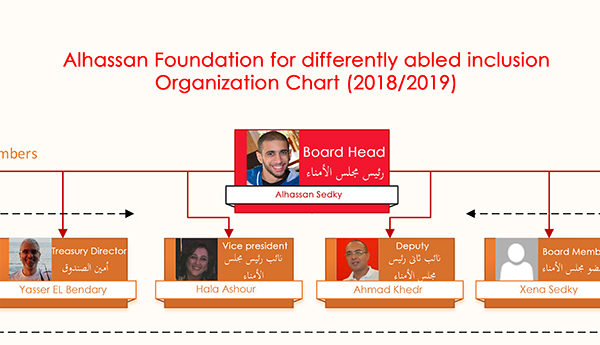 Alhassan Foundation for differently abled inclusion
Organization Chart (2018/2019)
mbers
Board Head
رئيس مجلس الأمناء
Alhassan Sedky
Treasury Director
أمين الصندوق
Yasser EL Bendary
Vice president
نائب رئيس مجلس
الأمناء
Hala Ashour
Deputy
نائب ثانى رئيس
مجلس الأمناء
Ahmad Khedr
Board Memb
ضو مجلس الأمناء
Xena Sedky